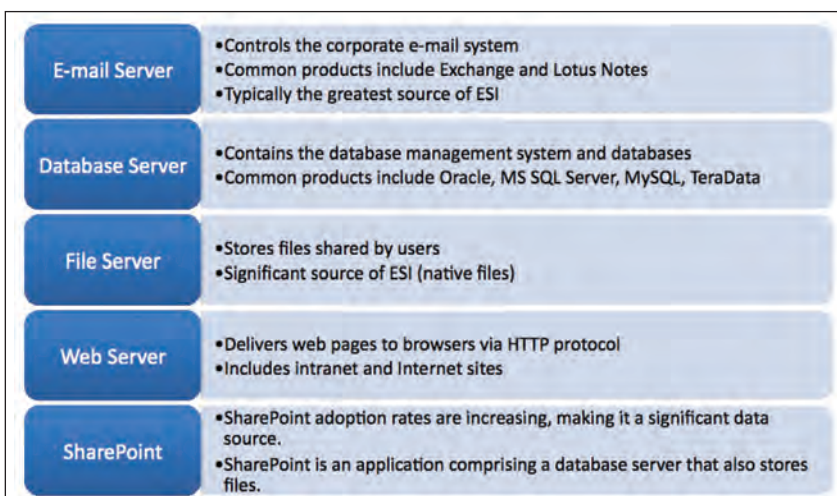 E-mail Server
•Controls the corporate e-mail system
•Common products include Exchange and Lotus Notes
•Typically the greatest source of ESI
Database Server
•Contains the database management system and databases
•Common products include Oracle, MS SQL Server, MySQL, TeraData
File Server
•Stores files shared by users
•Significant source of ESI (native files)
Web Server
•Delivers web pages to browsers via HTTP protocol
•Includes intranet and Internet sites
SharePoint
•SharePoint adoption rates are increasing, making it a significant data
source.
•SharePoint is an application comprising a database server that also stores
files.